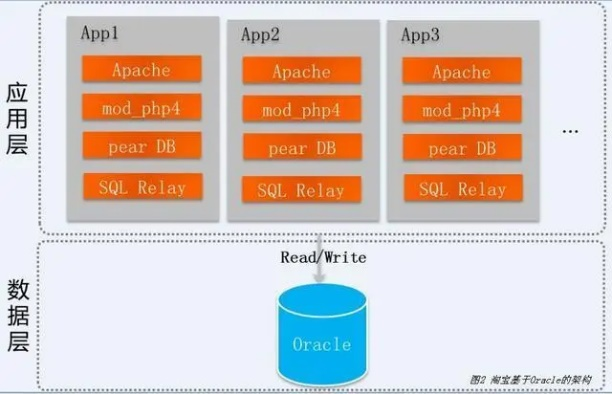 应用层
App1
Apache
mod_php4
pear DB
SQL Relay
App2
Apache
mod_php4
pear DB
SQL Relay
App3
Apache
mod_php4
pear DB
SQL Relay
...
数据层
Read/Write
Oracle
图2 淘宝基于Oracle的架构